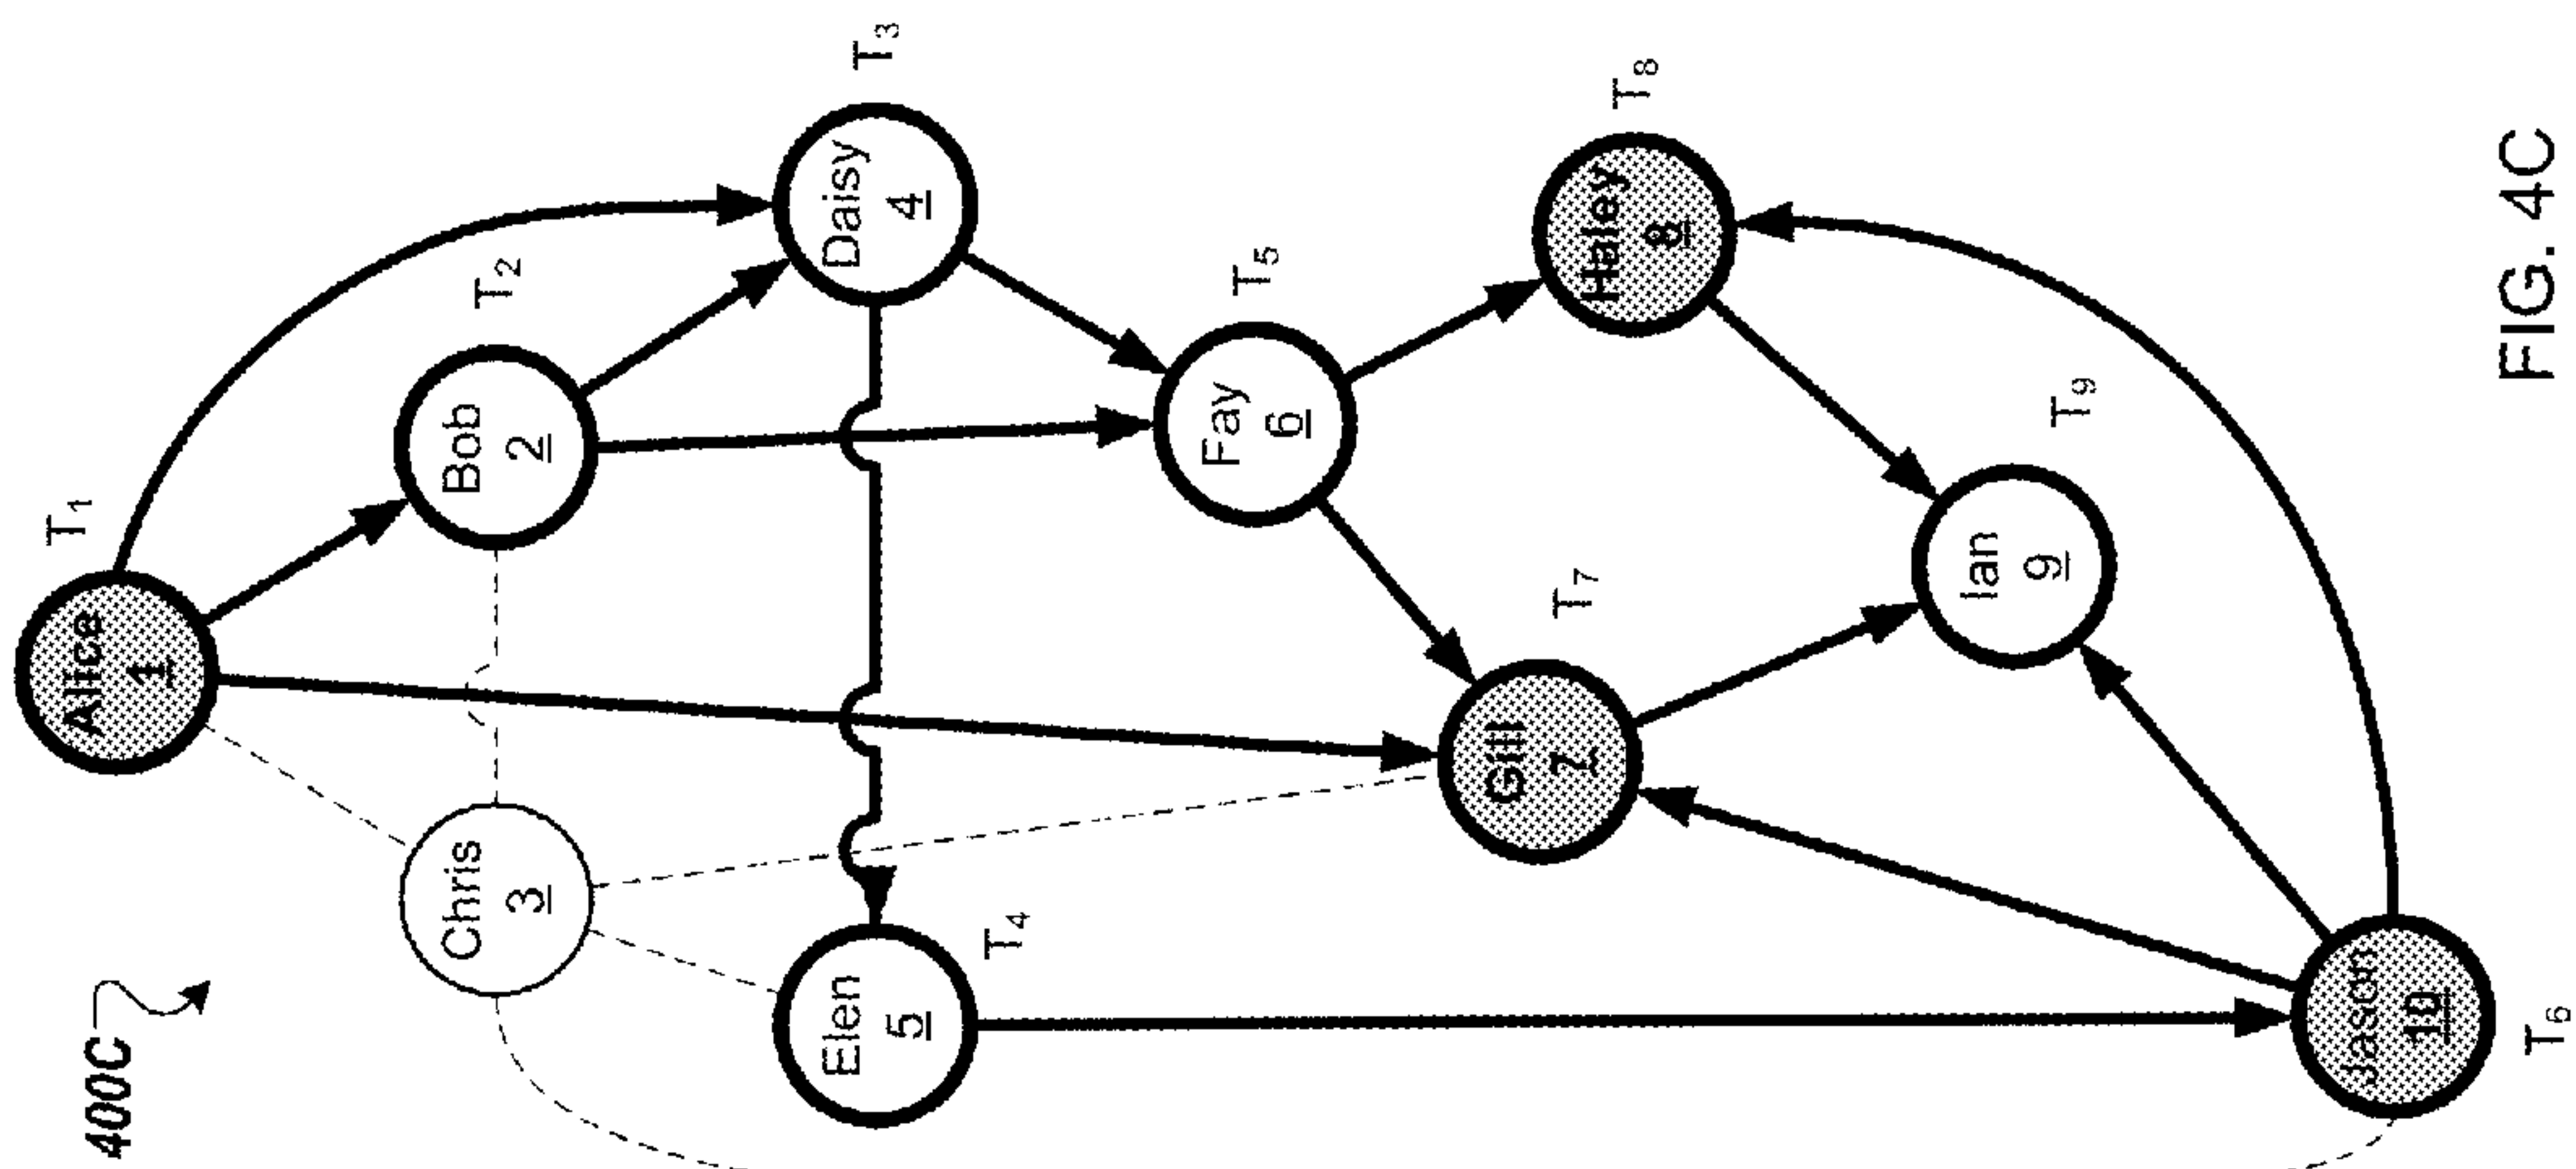 400C
Alice
1
T1
Bob
2
T2
Chris
3
Daisy
4
T3
Elen
5
T4
Fay
6
T5
Gill
7
T7
Haley
8
T8
Ian
9
T9
Jason
10
T6
FIG. 4C